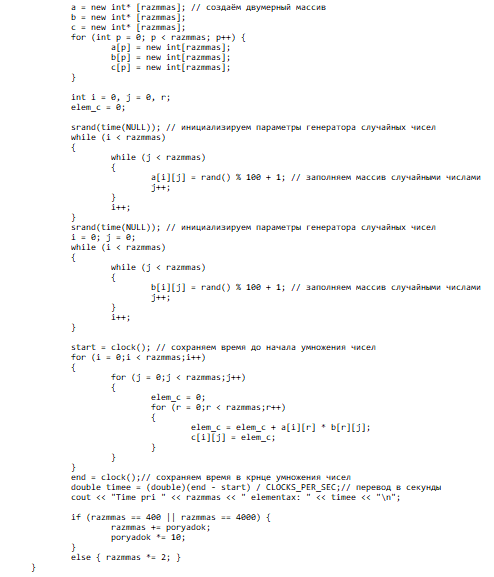 a = new int* [razmmas]; // создаём двумерный массив
b = new int* [razmmas];
c = new int* [razmmas];
for (int p = 0; p < razmmas; p++) {
a[p] = new int[razmmas];
b[p] = new int[razmmas];
c[p] = new int[razmmas];
}
int i = 0, j = 0, r;
elem_c = 0;
srand(time(NULL)); // инициализируем параметры генератора случайных чисел
while (i < razmmas)
{
while (j < razmmas)
{
a[i][j] = rand() % 100 + 1; // заполняем массив случайными числами
j++;
}
i++;
}
srand(time(NULL)); // инициализируем параметры генератора случайных чисел
i = 0; j = 0;
while (i < razmmas)
{
while (j < razmmas)
{
b[i][j] = rand() % 100 + 1; // заполняем массив случайными числами
j++;
}
i++;
}
start = clock(); // сохраняем время до начала умножения чисел
for (i = 0;i < razmmas;i++)
{
for (j = 0;j < razmmas;j++)
{
elem_c = 0;
for (r = 0;r < razmmas;r++)
{
elem_c = elem_c + a[i][r] * b[r][j];
c[i][j] = elem_c;
}
}
}
end = clock();// сохраняем время в крнце умножения чисел
double timee = (double)(end - start) / CLOCKS_PER_SEC;// перевод в секунды
cout << "Time pri " << razmmas << " elementax: " << timee << "\n";
if (razmmas == 400 || razmmas == 4000) {
razmmas += poryadok;
poryadok *= 10;
}
else { razmmas *= 2; }
}